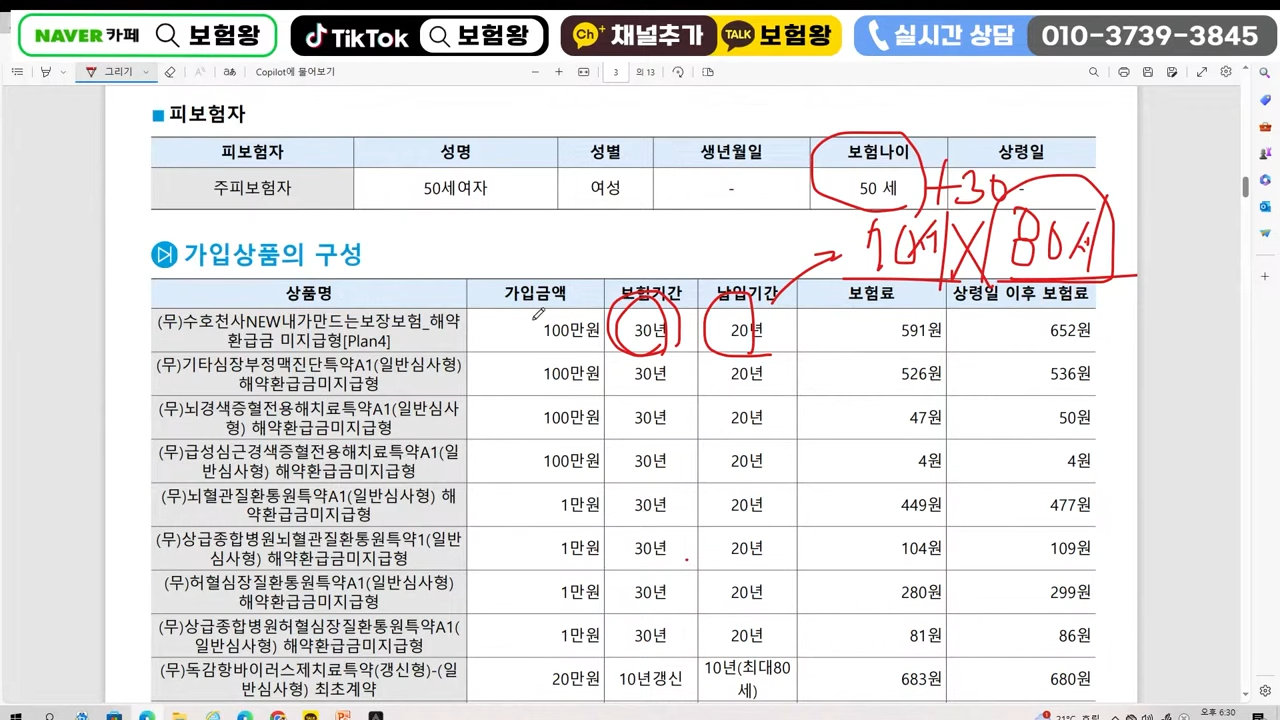 NAVER 카페 보험왕 TikTok 보험왕 Ch+ 채널추가 TALK 보험왕 실시간 상담 010-3739-3845
그리기 가あ Copilot에 물어보기 3 의 13
피보험자
피보험자 성명 성별 생년월일 보험나이 상령일
주피보험자 50세여자 여성 - 50 세 -
+30
70세 X 80세
가입상품의 구성
상품명 가입금액 보험기간 납입기간 보험료 상령일 이후 보험료
(무)수호천사NEW내가만드는보장보험_해약
환급금 미지급형[Plan4] 100만원 30년 20년 591원 652원
(무)기타심장부정맥진단특약A1(일반심사형)
해약환급금미지급형 100만원 30년 20년 526원 536원
(무)뇌경색증혈전용해치료특약A1(일반심사
형) 해약환급금미지급형 100만원 30년 20년 47원 50원
(무)급성심근경색증혈전용해치료특약A1(일
반심사형) 해약환급금미지급형 100만원 30년 20년 4원 4원
(무)뇌혈관질환통원특약A1(일반심사형) 해
약환급금미지급형 1만원 30년 20년 449원 477원
(무)상급종합병원뇌혈관질환통원특약1(일반
심사형) 해약환급금미지급형 1만원 30년 20년 104원 109원
(무)허혈심장질환통원특약A1(일반심사형)
해약환급금미지급형 1만원 30년 20년 280원 299원
(무)상급종합병원허혈심장질환통원특약A1(
일반심사형) 해약환급금미지급형 1만원 30년 20년 81원 86원
(무)독감항바이러스제치료특약(갱신형)-(일
반심사형) 최초계약 20만원 10년갱신 10년(최대80
세) 683원 680원
21°C 흐림 오후 6:30